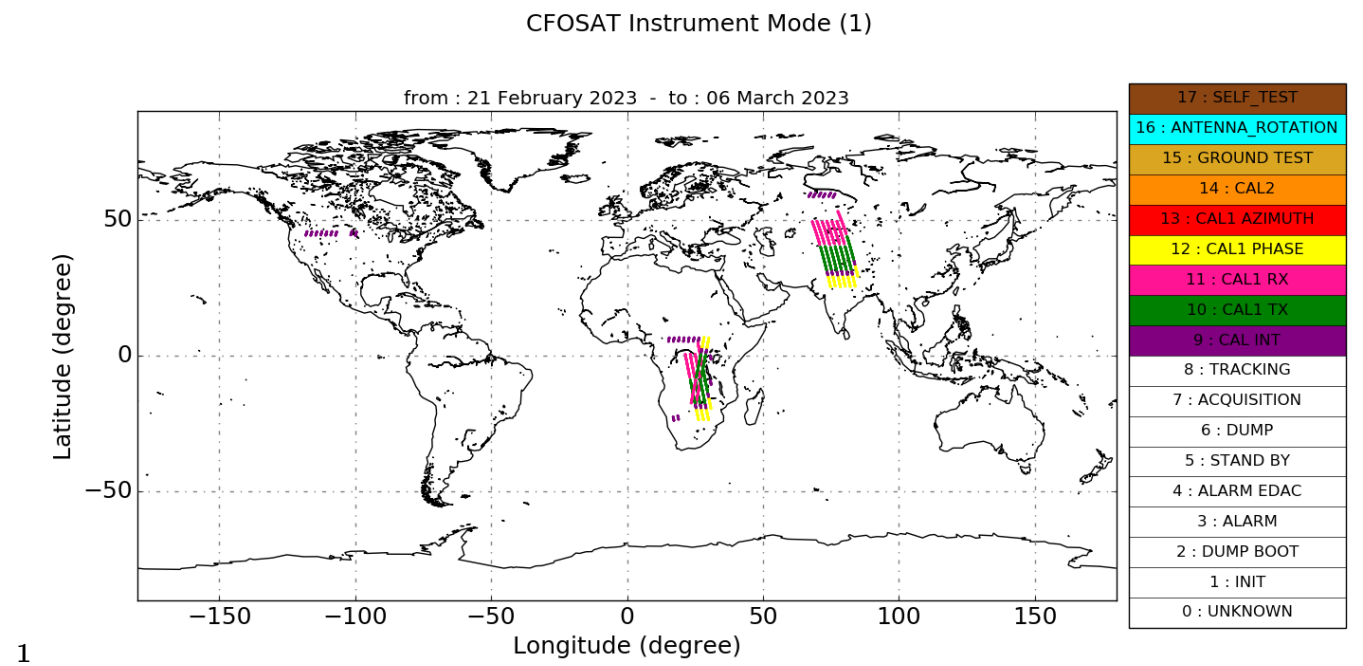 CFOSAT Instrument Mode (1)
from : 21 February 2023 - to : 06 March 2023
17 : SELF_TEST
16 : ANTENNA_ROTATION
15 : GROUND TEST
14 : CAL2
13 : CAL1 AZIMUTH
12 : CAL1 PHASE
11 : CAL1 RX
10 : CAL1 TX
9 : CAL INT
8 : TRACKING
7 : ACQUISITION
6 : DUMP
5 : STAND BY
4 : ALARM EDAC
3 : ALARM
2 : DUMP BOOT
1 : INIT
0 : UNKNOWN
Latitude (degree)
50
0
−50
−150
−100
−50
0
50
100
150
Longitude (degree)
1